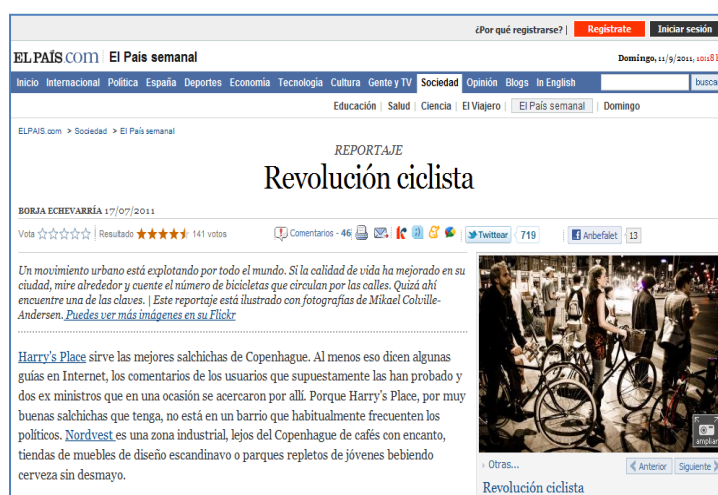 ¿Por qué registrarse? | Regístrate Iniciar sesión
EL PAÍS.COM El País semanal Domingo, 11/9/2011, 10:18
Inicio Internacional Política España Deportes Economía Tecnología Cultura Gente y TV Sociedad Opinión Blogs In English busca
Educación | Salud | Ciencia | El Viajero | El País semanal | Domingo
ELPAIS.com > Sociedad > El País semanal
REPORTAJE
Revolución ciclista
BORJA ECHEVARRÍA 17/07/2011
Vota Resultado 141 votos Comentarios - 46 Twittear 719 Anbefalet 13
Un movimiento urbano está explotando por todo el mundo. Si la calidad de vida ha mejorado en su
ciudad, mire alrededor y cuente el número de bicicletas que circulan por las calles. Quizá ahí
encuentre una de las claves. | Este reportaje está ilustrado con fotografías de Mikael Colville-
Andersen. Puedes ver más imágenes en su Flickr
Harry's Place sirve las mejores salchichas de Copenhague. Al menos eso dicen algunas
guías en Internet, los comentarios de los usuarios que supuestamente las han probado y
dos ex ministros que en una ocasión se acercaron por allí. Porque Harry's Place, por muy
buenas salchichas que tenga, no está en un barrio que habitualmente frecuenten los
políticos. Nordvest es una zona industrial, lejos del Copenhague de cafés con encanto,
tiendas de muebles de diseño escandinavo o parques repletos de jóvenes bebiendo
cerveza sin desmayo.
ampliar
› Otras... Anterior Siguiente
Revolución ciclista